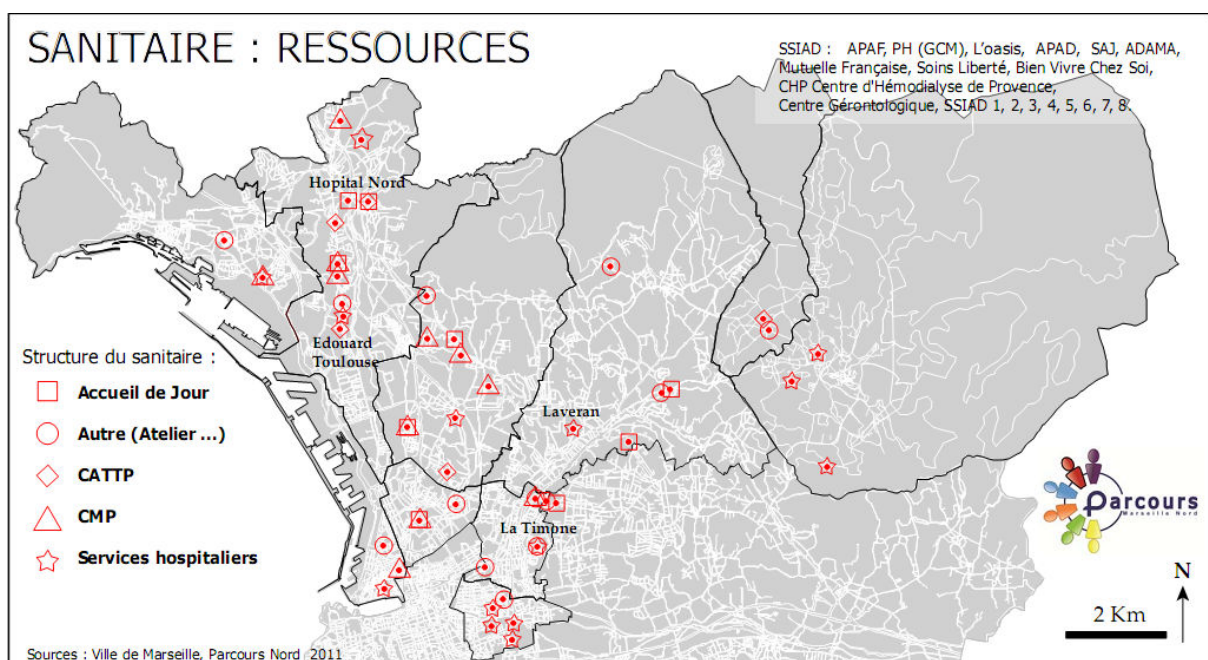 SANITAIRE : RESSOURCES
SSIAD : APAF, PH (GCM), L'oasis, APAD, SAJ, ADAMA,
Mutuelle Française, Soins Liberté, Bien Vivre Chez Soi,
CHP Centre d'Hémodialyse de Provence,
Centre Gérontologique, SSIAD 1, 2, 3, 4, 5, 6, 7, 8.
Hopital Nord
Edouard
Toulouse
Laveran
La Timone
Structure du sanitaire :
Accueil de Jour
Autre (Atelier ...)
CATTP
CMP
Services hospitaliers
Parcours
Marseille Nord
N
2 Km
Sources : Ville de Marseille, Parcours Nord 2011